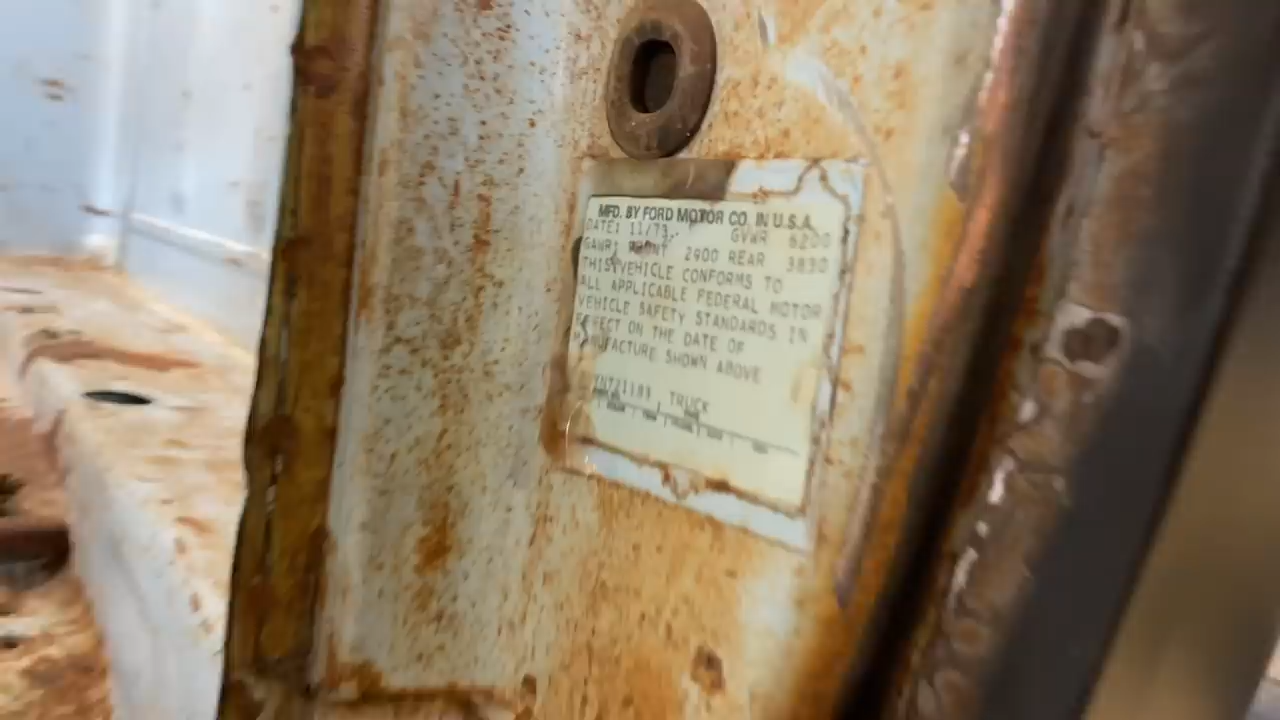 MFD. BY FORD MOTOR CO. IN U.S.A.
DATE: 11/73 GVWR 6200
GAWR: FRONT 2900 REAR 3830
THIS VEHICLE CONFORMS TO
ALL APPLICABLE FEDERAL MOTOR
VEHICLE SAFETY STANDARDS IN
EFFECT ON THE DATE OF
MANUFACTURE SHOWN ABOVE
TRUCK